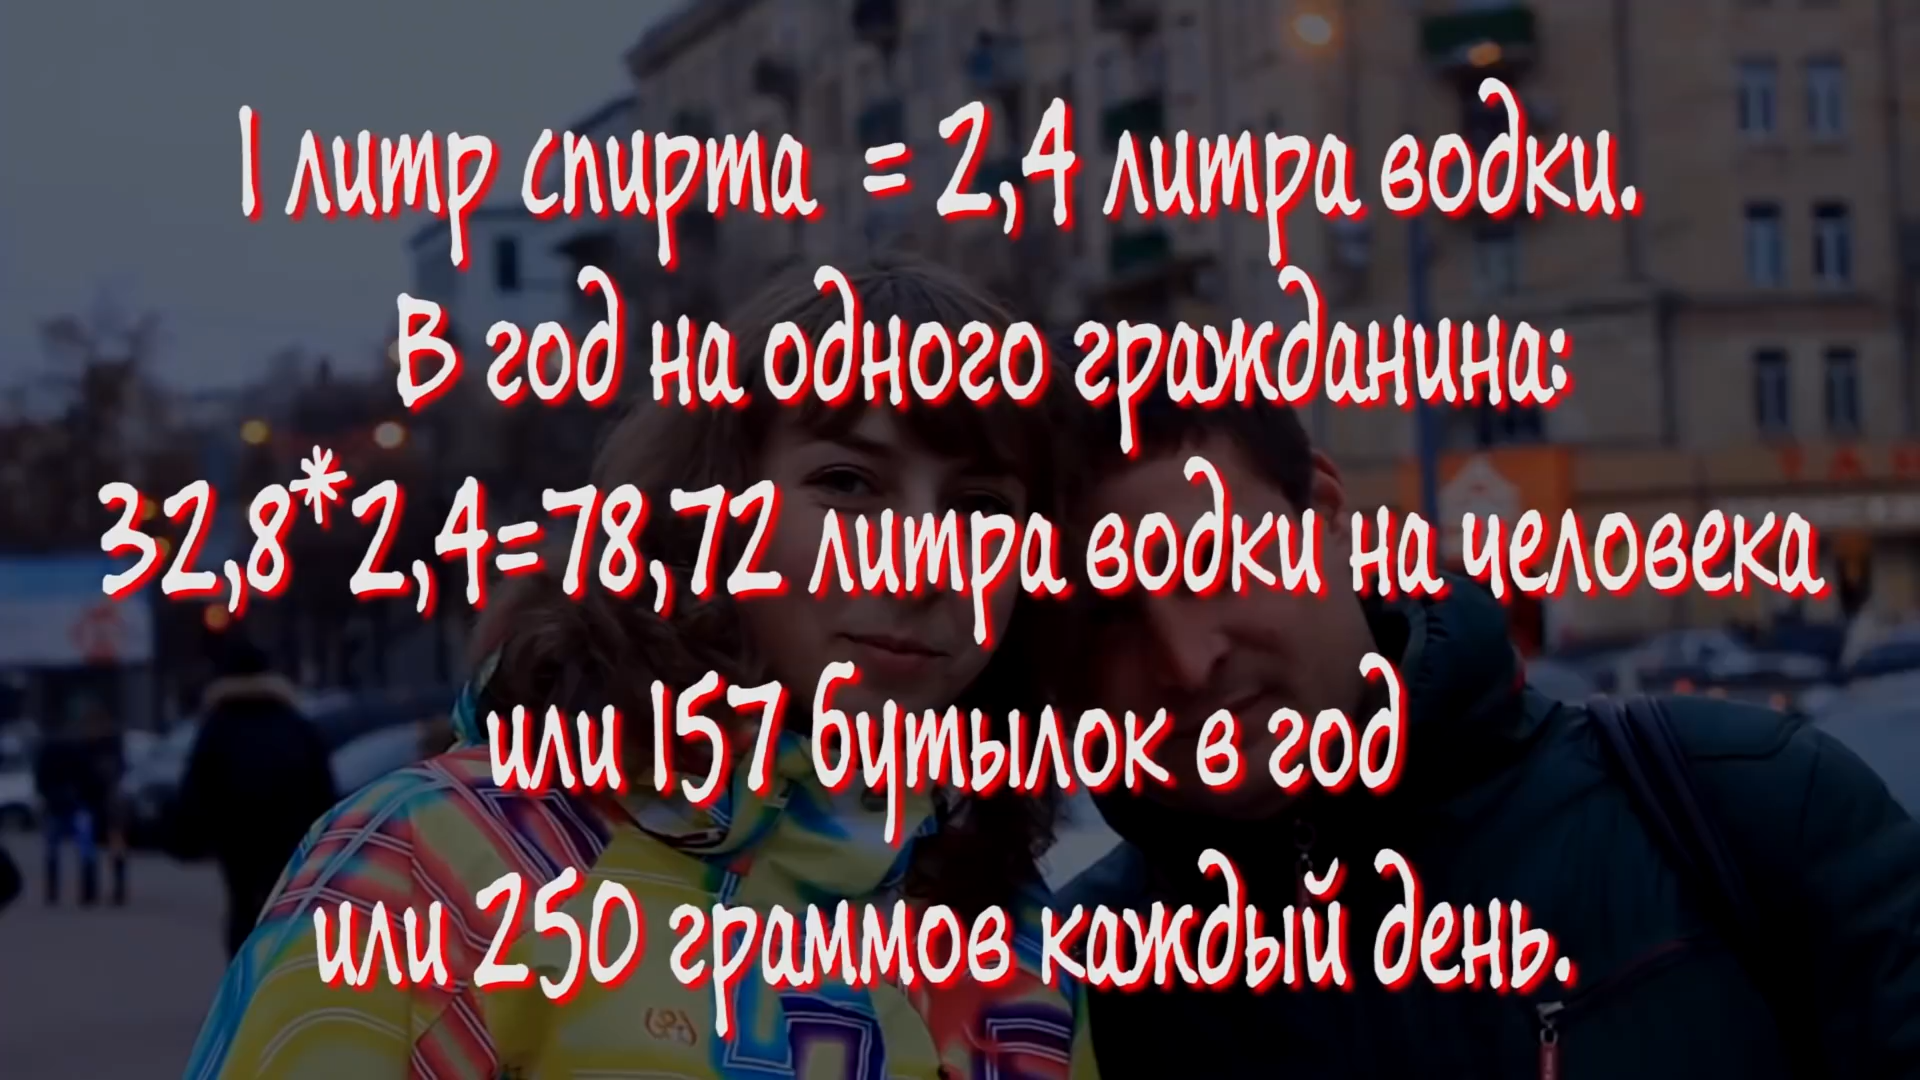 1 литр спирта = 2,4 литра водки.
В год на одного гражданина:
32,8*2,4=78,72 литра водки на человека
или 157 бутылок в год
или 250 граммов каждый день.